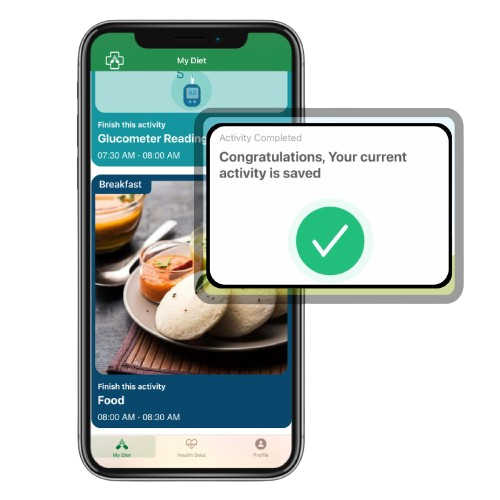 My Diet
Finish this activity
Glucometer Reading
07:30 AM - 08:00 AM
Activity Completed
Congratulations, Your current
activity is saved
Breakfast
Finish this activity
Food
08:00 AM - 08:30 AM
My Diet
Health Data
Profile